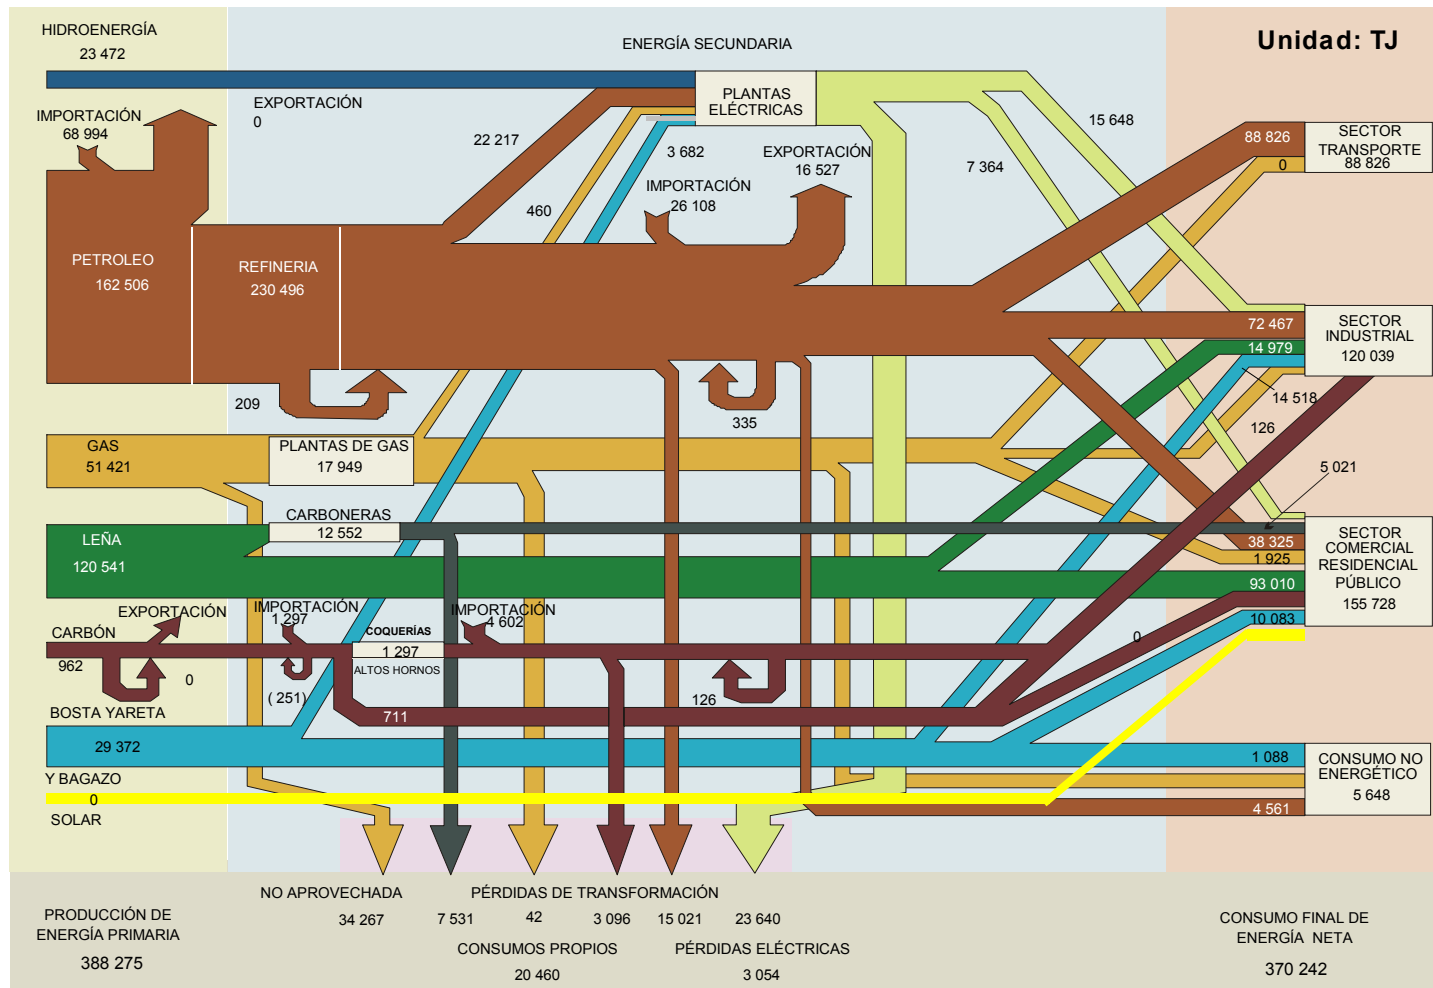 HIDROENERGÍA
23 472
ENERGÍA SECUNDARIA
Unidad: TJ
IMPORTACIÓN
68 994
EXPORTACIÓN
0
PLANTAS
ELÉCTRICAS
22 217
3 682
460
EXPORTACIÓN
16 527
IMPORTACIÓN
26 108
15 648
7 364
88 826
0
SECTOR
TRANSPORTE
88 826
PETROLEO
162 506
REFINERIA
230 496
209
335
72 467
14 979
14 518
126
SECTOR
INDUSTRIAL
120 039
GAS
51 421
PLANTAS DE GAS
17 949
5 021
CARBONERAS
12 552
LEÑA
120 541
38 325
1 925
93 010
10 083
SECTOR
COMERCIAL
RESIDENCIAL
PÚBLICO
155 728
EXPORTACIÓN
CARBÓN
962
0
IMPORTACIÓN
1 297
( 251)
COQUERÍAS
1 297
ALTOS HORNOS
IMPORTACIÓN
4 602
0
711
126
BOSTA YARETA
29 372
Y BAGAZO
0
SOLAR
1 088
4 561
CONSUMO NO
ENERGÉTICO
5 648
NO APROVECHADA
34 267
PÉRDIDAS DE TRANSFORMACIÓN
7 531
42
3 096
15 021
23 640
PRODUCCIÓN DE
ENERGÍA PRIMARIA
388 275
CONSUMOS PROPIOS
20 460
PÉRDIDAS ELÉCTRICAS
3 054
CONSUMO FINAL DE
ENERGÍA NETA
370 242